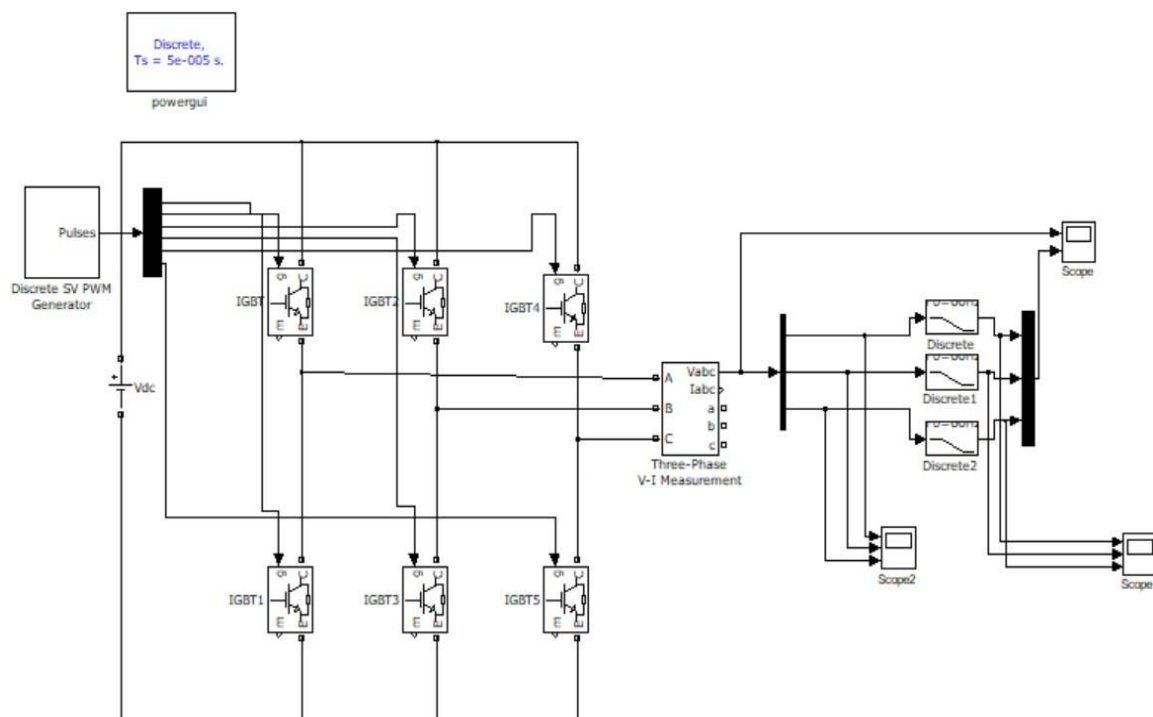 Discrete,
Ts = 5e-005 s.
powergui
Pulses
Discrete SV PWM
Generator
Vdc
g
C
IGBT
m
E
g
C
IGBT2
m
E
g
C
IGBT4
m
E
g
C
IGBT1
m
E
g
C
IGBT3
m
E
g
C
IGBT5
m
E
A
B
C
Vabc
Iabc
a
b
c
Three-Phase
V-I Measurement
Discrete
Discrete1
Discrete2
Scope
Scope2
Scope